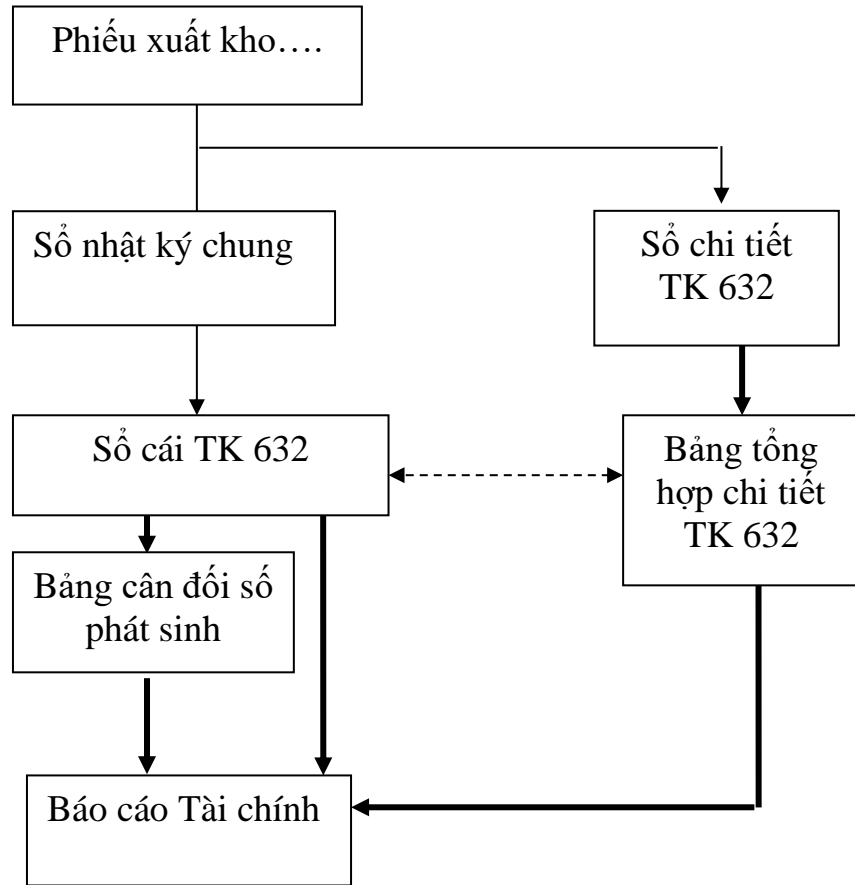 Phiếu xuất kho….
Sổ nhật ký chung
Sổ chi tiết
TK 632
Sổ cái TK 632
Bảng tổng
hợp chi tiết
TK 632
Bảng cân đối số
phát sinh
Báo cáo Tài chính